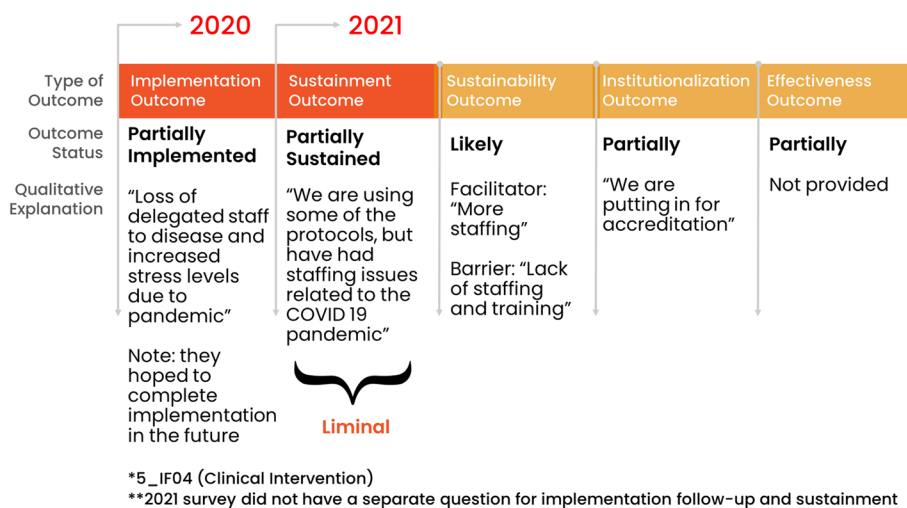 2020
2021
Type of
Outcome
Implementation
Outcome
Sustainment
Outcome
Sustainability
Outcome
Institutionalization
Outcome
Effectiveness
Outcome
Outcome
Status
Partially
Implemented
Partially
Sustained
Likely
Partially
Partially
Qualitative
Explanation
“Loss of
delegated staff
to disease and
increased
stress levels
due to
pandemic”
Note: they
hoped to
complete
implementation
in the future
“We are using
some of the
protocols, but
have had
staffing issues
related to the
COVID 19
pandemic”
Liminal
Facilitator:
“More
staffing”
Barrier: “Lack
of staffing
and training”
“We are
putting in for
accreditation”
Not provided
*5_IF04 (Clinical Intervention)
**2021 survey did not have a separate question for implementation follow-up and sustainment